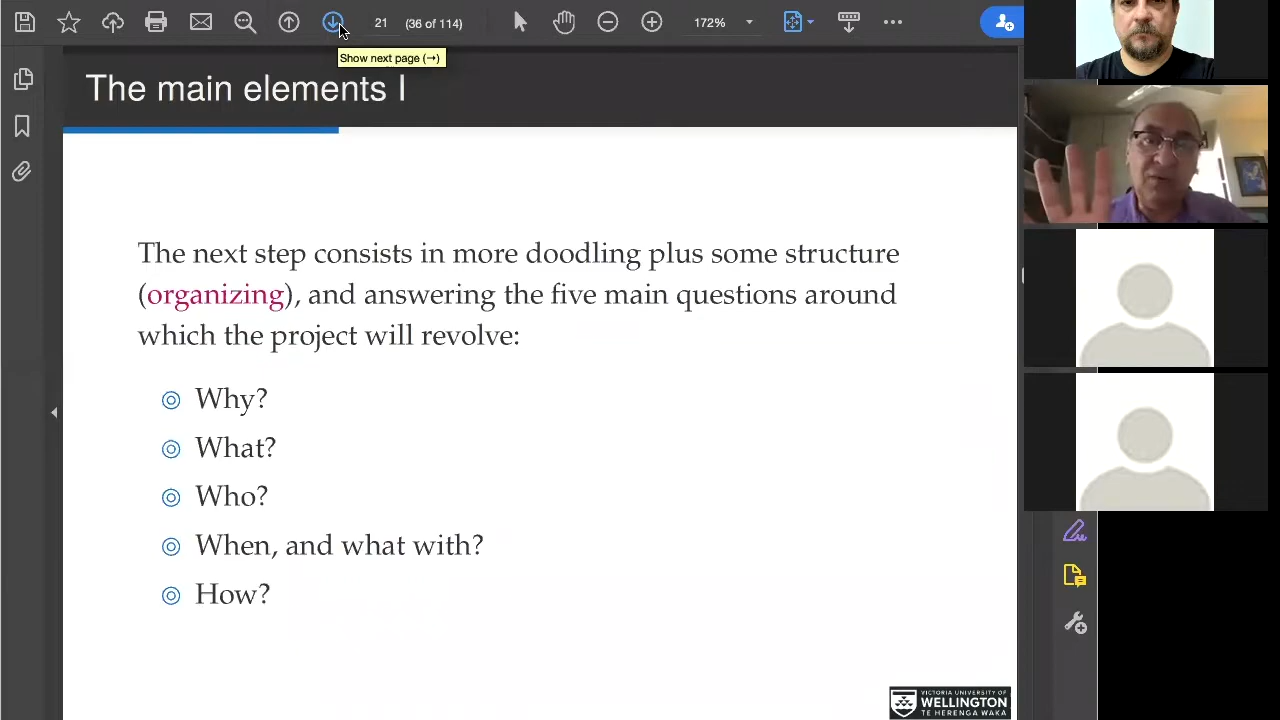 21 (36 of 114)
172%
Show next page (→)
The main elements I
The next step consists in more doodling plus some structure
(organizing), and answering the five main questions around
which the project will revolve:
Why?
What?
Who?
When, and what with?
How?
VICTORIA UNIVERSITY OF
WELLINGTON
TE HERENGA WAKA